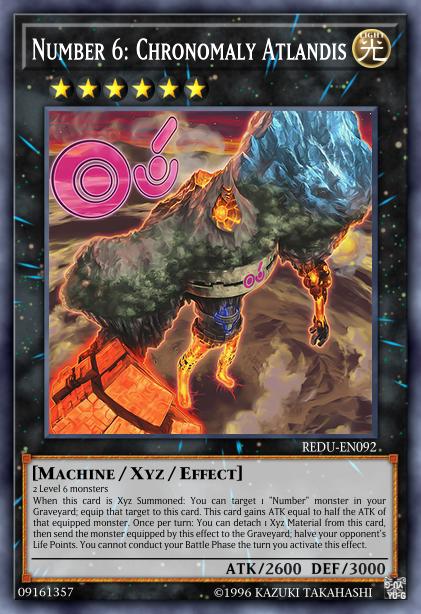 NUMBER 6: CHRONOMALY ATLANDIS
LIGHT
光
06
06
REDU-EN092
[MACHINE / XYZ / EFFECT]
2 Level 6 monsters
When this card is Xyz Summoned: You can target 1 "Number" monster in your
Graveyard; equip that target to this card. This card gains ATK equal to half the ATK of
that equipped monster. Once per turn: You can detach 1 Xyz Material from this card,
then send the monster equipped by this effect to the Graveyard; halve your opponent's
Life Points. You cannot conduct your Battle Phase the turn you activate this effect.
ATK/2600 DEF/3000
09161357
©1996 KAZUKI TAKAHASHI